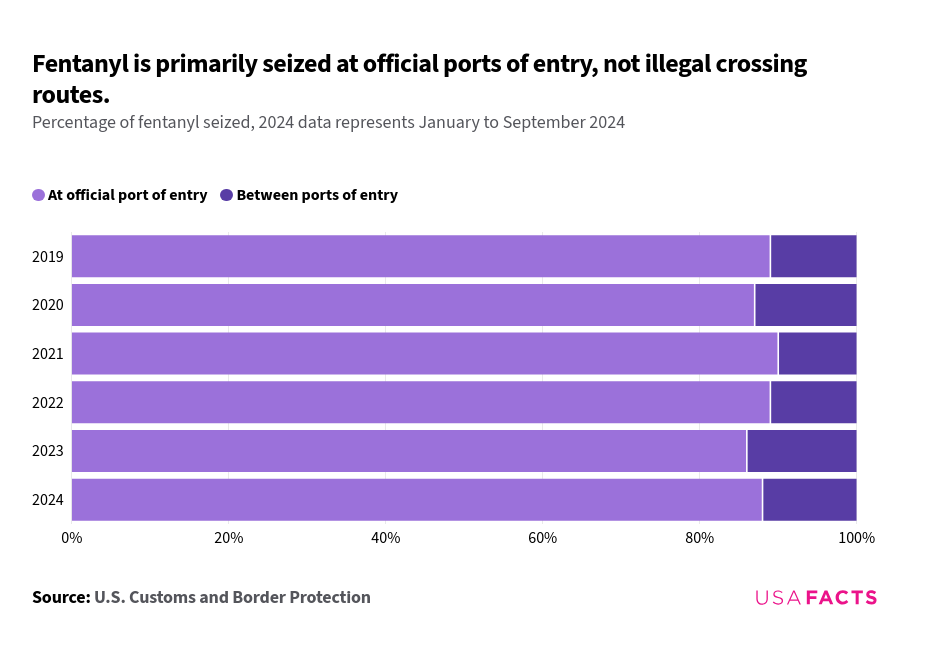 Fentanyl is primarily seized at official ports of entry, not illegal crossing
routes.
Percentage of fentanyl seized, 2024 data represents January to September 2024
At official port of entry Between ports of entry
2019
2020
2021
2022
2023
2024
0% 20% 40% 60% 80% 100%
Source: U.S. Customs and Border Protection
USAFACTS